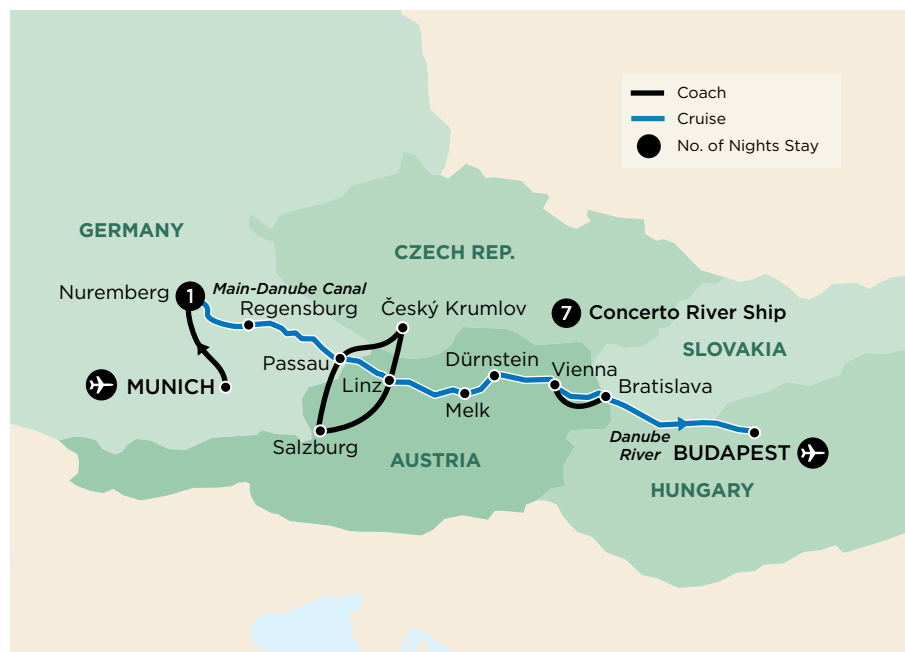 Coach
Cruise
No. of Nights Stay
GERMANY
CZECH REP.
Nuremberg
1
Main-Danube Canal
Regensburg
Český Krumlov
7
Concerto River Ship
SLOVAKIA
Passau
Dürnstein
Vienna
MUNICH
Linz
Bratislava
Melk
Salzburg
Danube
River
BUDAPEST
AUSTRIA
HUNGARY